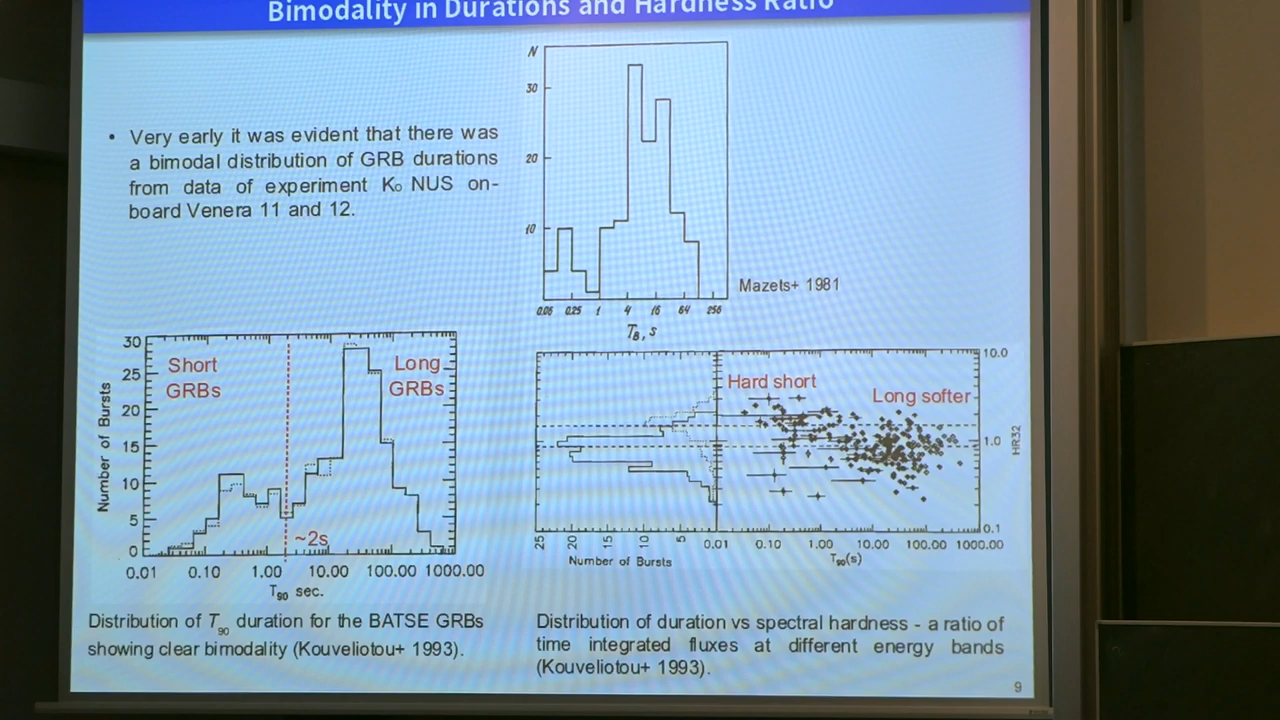 Bimodality in Durations and Hardness Ratio
• Very early it was evident that there was
a bimodal distribution of GRB durations
from data of experiment Ko NUS on-
board Venera 11 and 12.
N
30
20
10
0.06 0.25 1 4 16 64 256
TB, s
Mazets+ 1981
Number of Bursts
30
25
20
15
10
5
0
Short
GRBs
Long
GRBs
~2s
0.01 0.10 1.00 10.00 100.00 1000.00
T90 sec.
Distribution of T90 duration for the BATSE GRBs
showing clear bimodality (Kouveliotou+ 1993).
Hard short
Long softer
10.0
1.0
0.1
HR32
25 20 15 10 5 0.01 0.10 1.00 10.00 100.00 1000.00
Number of Bursts
T90(s)
Distribution of duration vs spectral hardness - a ratio of
time integrated fluxes at different energy bands
(Kouveliotou+ 1993).
9